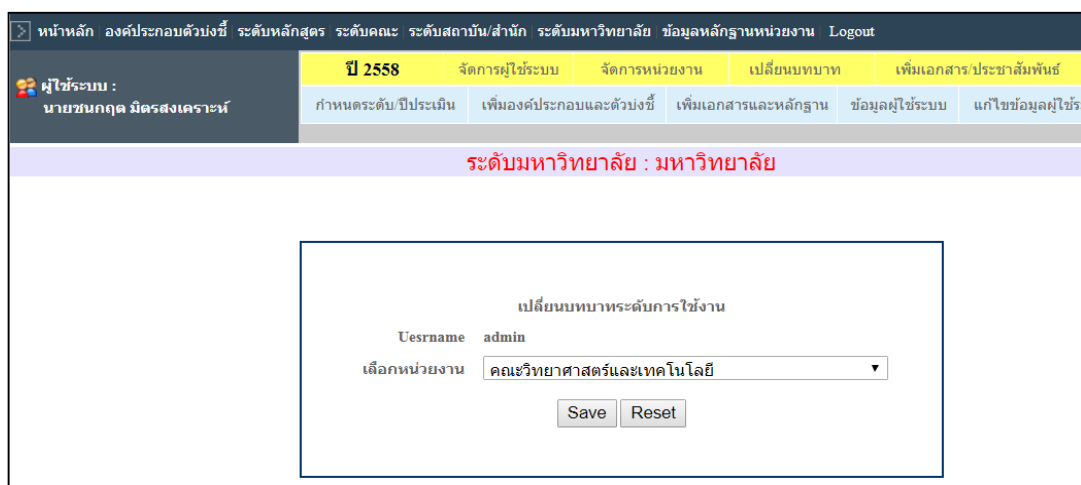 หน้าหลัก องค์ประกอบตัวบ่งชี้ ระดับหลักสูตร ระดับคณะ ระดับสถาบัน/สำนัก ระดับมหาวิทยาลัย ข้อมูลหลักฐานหน่วยงาน Logout
ผู้ใช้ระบบ :
นายชนกฤต มิตรสงเคราะห์
ปี 2558 จัดการผู้ใช้ระบบ จัดการหน่วยงาน เปลี่ยนบทบาท เพิ่มเอกสาร/ประชาสัมพันธ์
กำหนดระดับ/ปีประเมิน เพิ่มองค์ประกอบและตัวบ่งชี้ เพิ่มเอกสารและหลักฐาน ข้อมูลผู้ใช้ระบบ แก้ไขข้อมูลผู้ใช้ร
ระดับมหาวิทยาลัย : มหาวิทยาลัย
เปลี่ยนบทบาทระดับการใช้งาน
Uesrname admin
เลือกหน่วยงาน คณะวิทยาศาสตร์และเทคโนโลยี
Save Reset